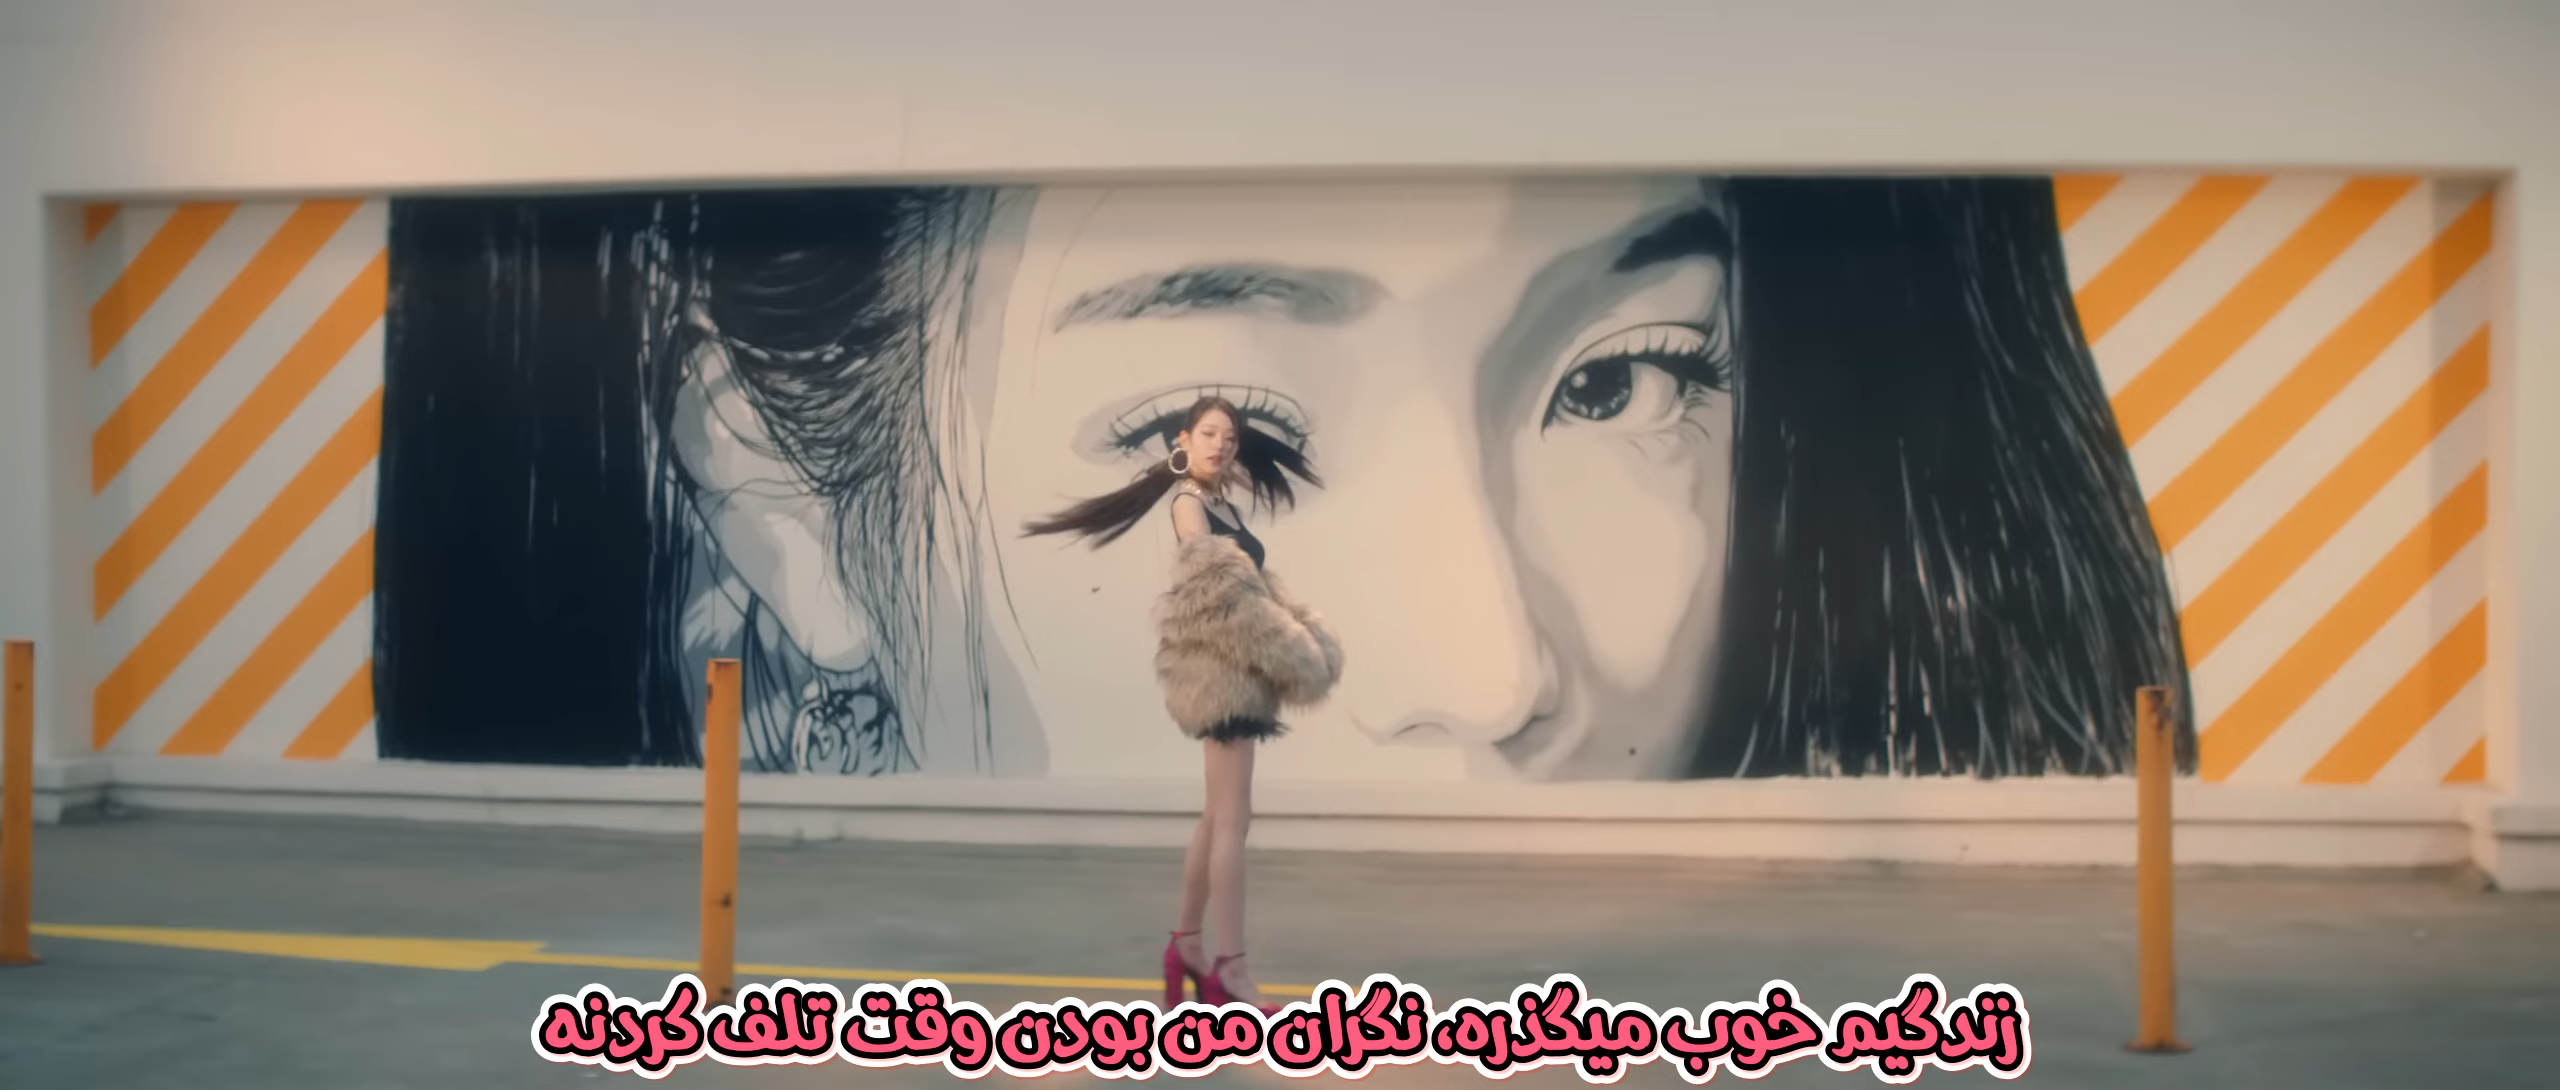 زندگیم خوب میگذره، نگران من بودن وقت تلف کردنه